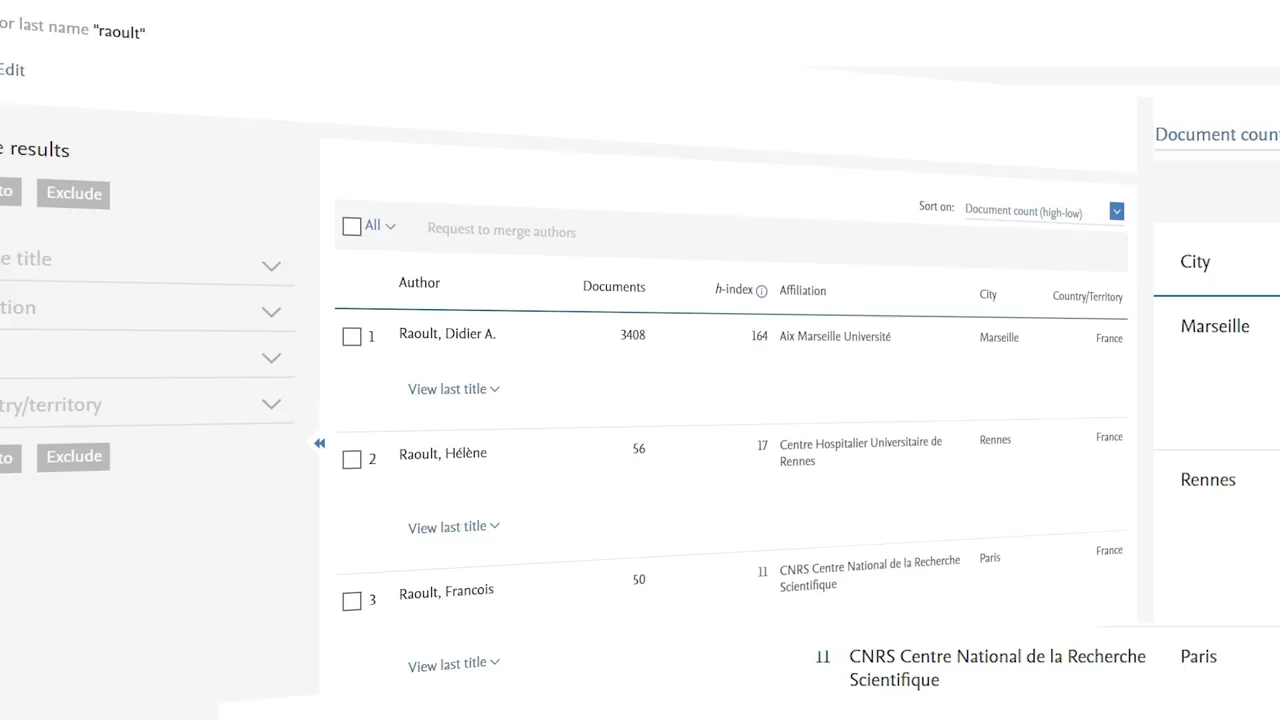 or last name "raoult"
Edit
e results
to Exclude
e title
tion
try/territory
to Exclude
Sort on: Document count (high-low)
All Request to merge authors
Author Documents h-index Affiliation City Country/Territory
1 Raoult, Didier A. 3408 164 Aix Marseille Université Marseille France
View last title
2 Raoult, Hélène 56 17 Centre Hospitalier Universitaire de Rennes France
Rennes
View last title
3 Raoult, Francois 50 11 CNRS Centre National de la Recherche Paris France
Scientifique
View last title
Document count
City
Marseille
Rennes
11 CNRS Centre National de la Recherche Paris
Scientifique